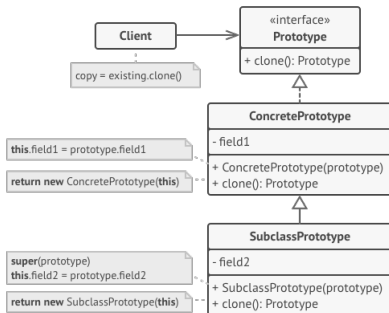 «interface»
Client
Prototype
+ clone(): Prototype
copy = existing.clone()
ConcretePrototype
- field1
this.field1 = prototype.field1
+ ConcretePrototype(prototype)
return new ConcretePrototype(this)
+ clone(): Prototype
SubclassPrototype
- field2
super(prototype)
this.field2 = prototype.field2
+ SubclassPrototype(prototype)
return new SubclassPrototype(this)
+ clone(): Prototype